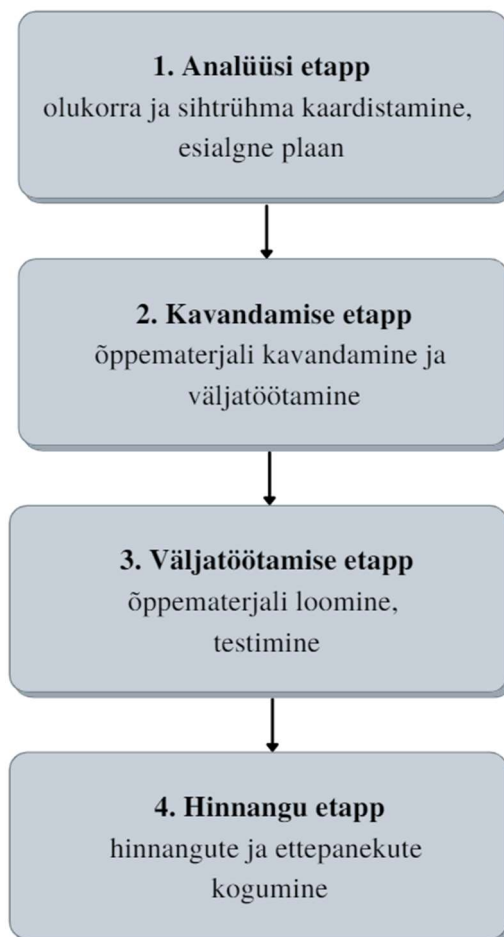 1. Analüüsi etapp
olukorra ja sihtrühma kaardistamine,
esialgne plaan
2. Kavandamise etapp
õppematerjali kavandamine ja
väljatöötamine
3. Väljatöötamise etapp
õppematerjali loomine,
testimine
4. Hinnangu etapp
hinnangute ja ettepanekute
kogumine